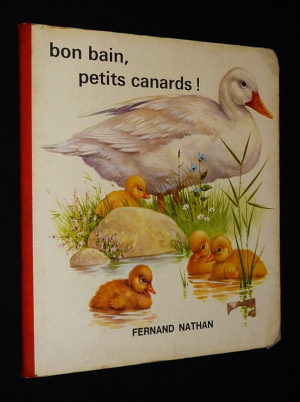 bon bain,
petits canards !
FERNAND NATHAN